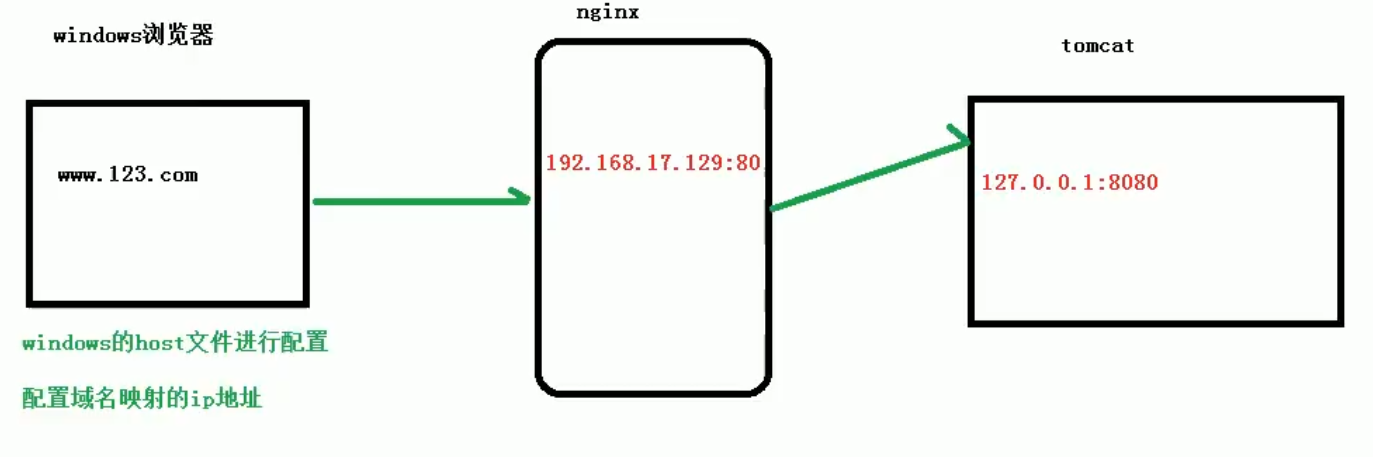 windows浏览器
www.123.com
windows的host文件进行配置
配置域名映射的ip地址
nginx
192.168.17.129:80
tomcat
127.0.0.1:8080